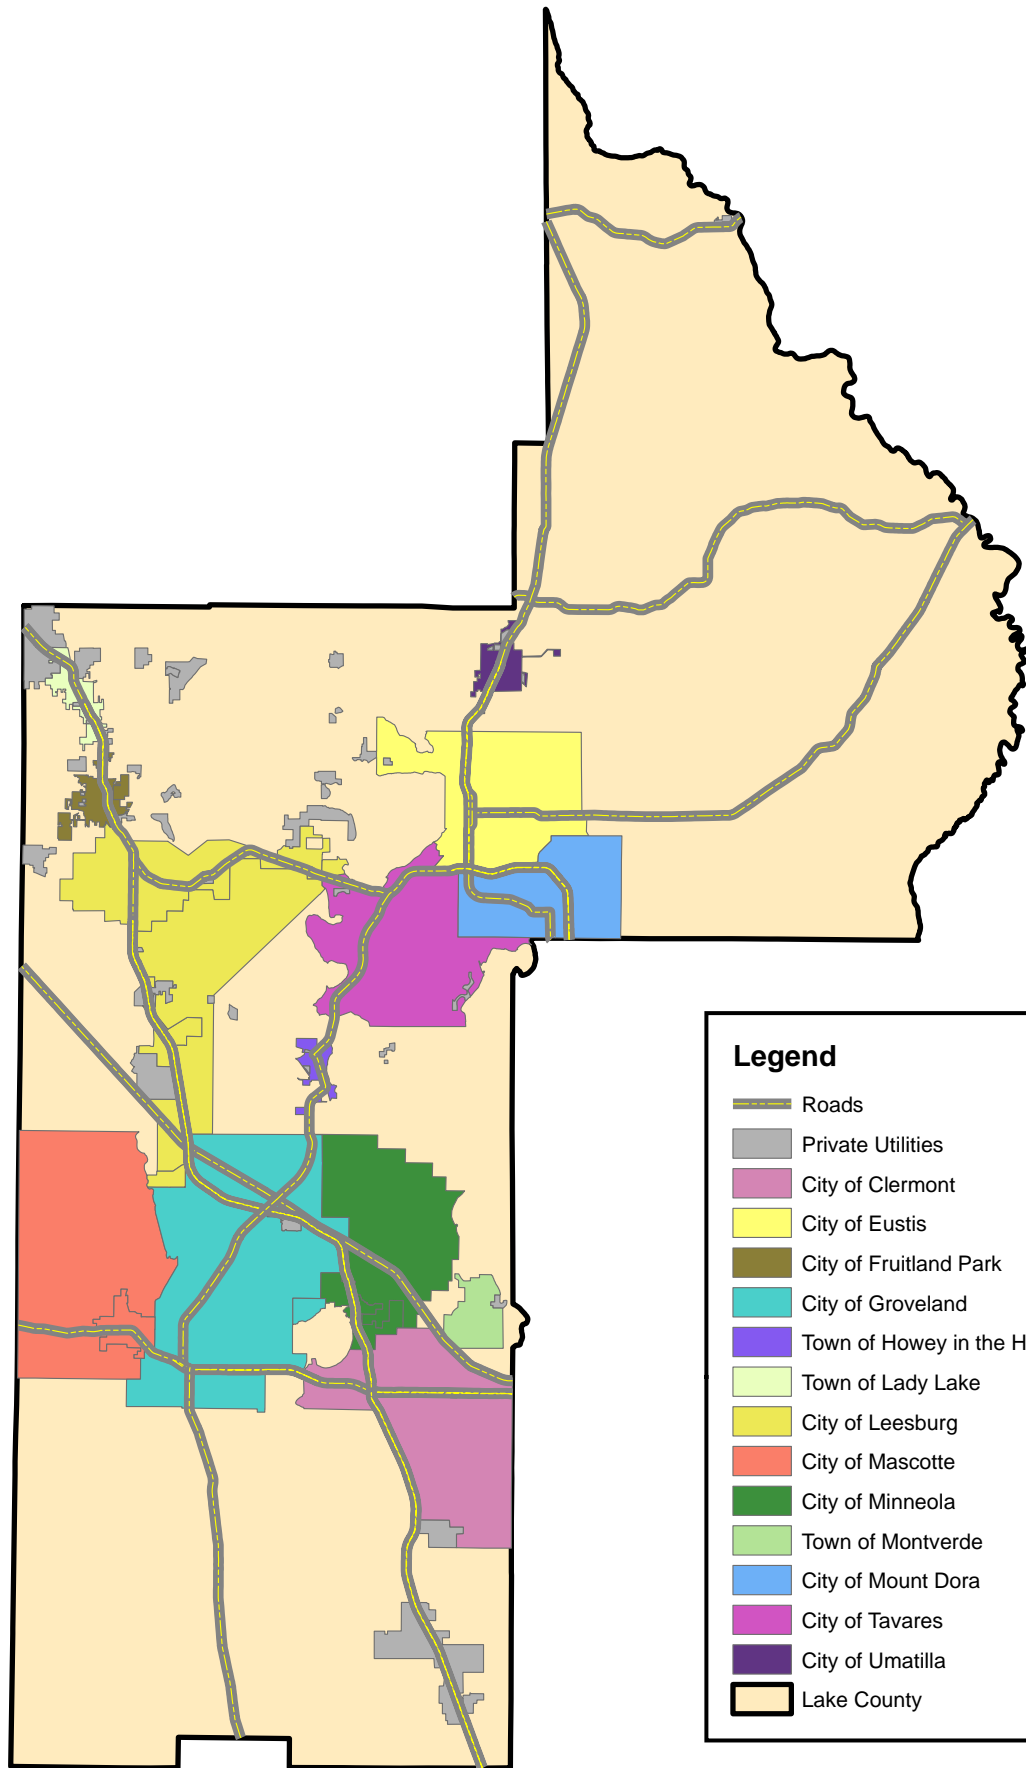 Legend
Roads
Private Utilities
City of Clermont
City of Eustis
City of Fruitland Park
City of Groveland
Town of Howey in the H
Town of Lady Lake
City of Leesburg
City of Mascotte
City of Minneola
Town of Montverde
City of Mount Dora
City of Tavares
City of Umatilla
Lake County